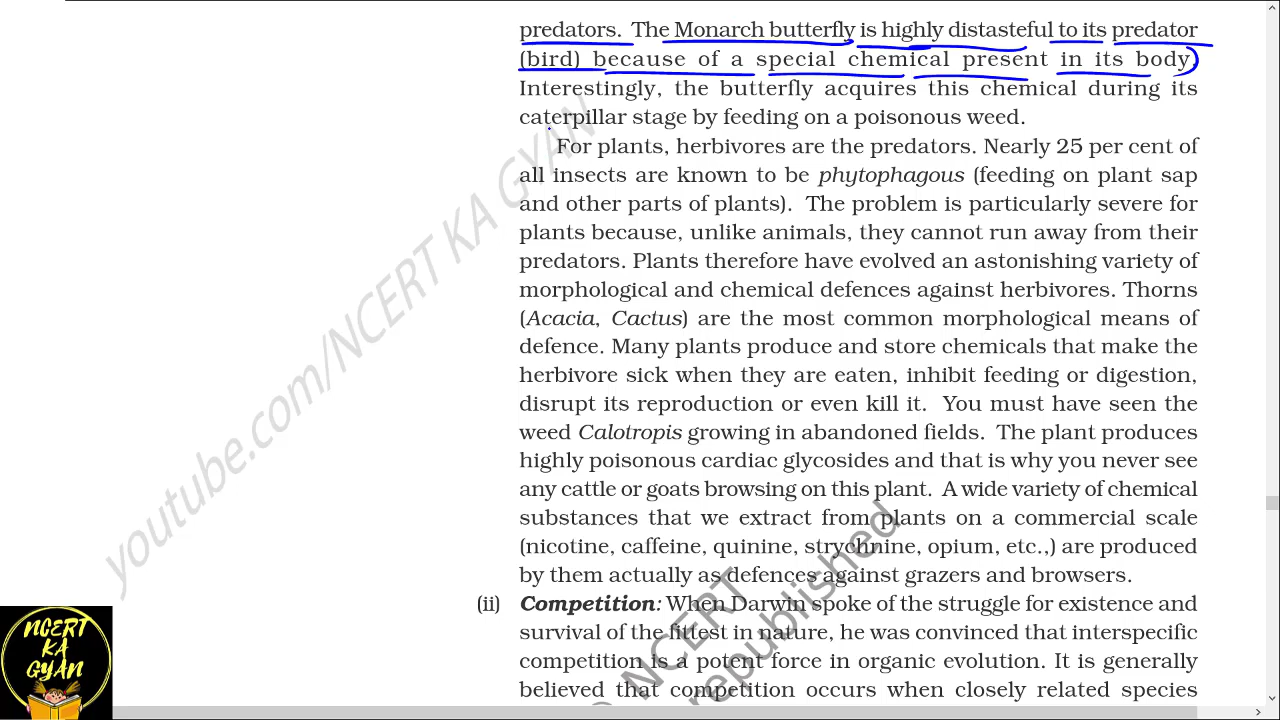 predators. The Monarch butterfly is highly distasteful to its predator
(bird) because of a special chemical present in its body.
Interestingly, the butterfly acquires this chemical during its
caterpillar stage by feeding on a poisonous weed.
For plants, herbivores are the predators. Nearly 25 per cent of
all insects are known to be phytophagous (feeding on plant sap
and other parts of plants). The problem is particularly severe for
plants because, unlike animals, they cannot run away from their
predators. Plants therefore have evolved an astonishing variety of
morphological and chemical defences against herbivores. Thorns
(Acacia, Cactus) are the most common morphological means of
defence. Many plants produce and store chemicals that make the
herbivore sick when they are eaten, inhibit feeding or digestion,
disrupt its reproduction or even kill it. You must have seen the
weed Calotropis growing in abandoned fields. The plant produces
highly poisonous cardiac glycosides and that is why you never see
any cattle or goats browsing on this plant. A wide variety of chemical
substances that we extract from plants on a commercial scale
(nicotine, caffeine, quinine, strychnine, opium, etc.,) are produced
by them actually as defences against grazers and browsers.
(ii) Competition: When Darwin spoke of the struggle for existence and
survival of the fittest in nature, he was convinced that interspecific
competition is a potent force in organic evolution. It is generally
believed that competition occurs when closely related species
youtube.com/NCERT KA GYAN
NCERT
republished
NCERT
KA
GYAN